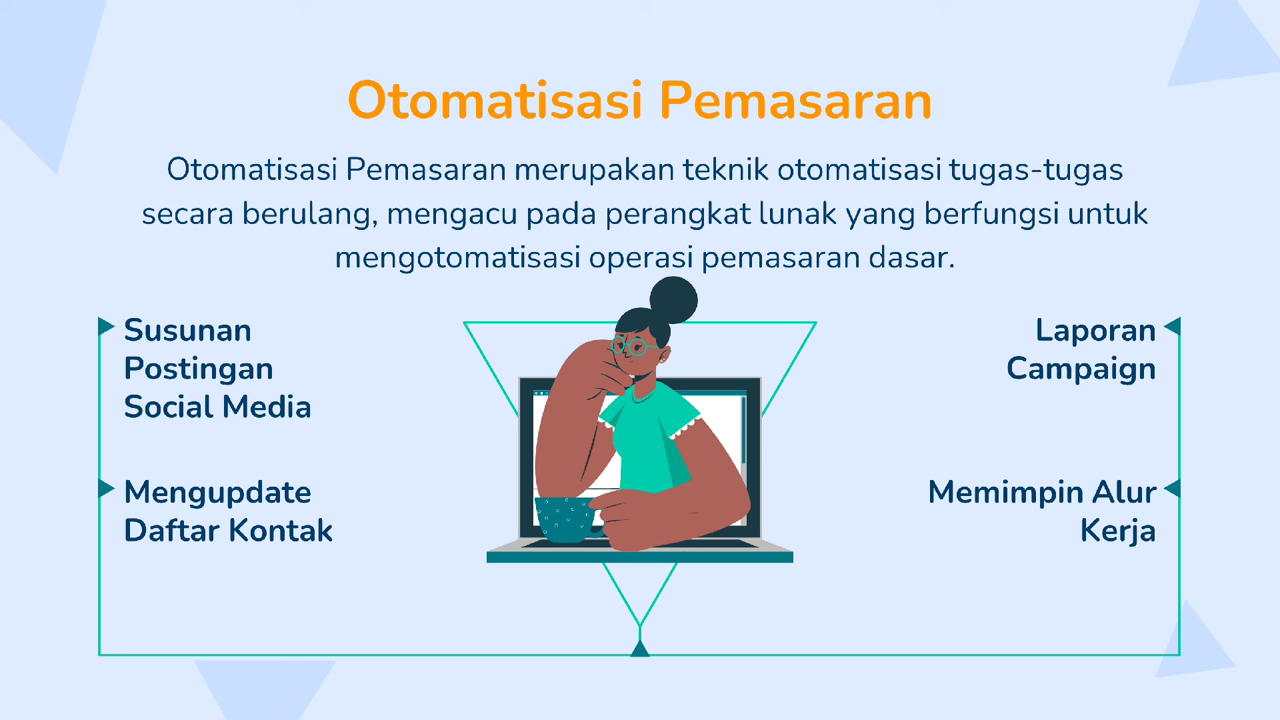 Otomatisasi Pemasaran
Otomatisasi Pemasaran merupakan teknik otomatisasi tugas-tugas
secara berulang, mengacu pada perangkat lunak yang berfungsi untuk
mengotomatisasi operasi pemasaran dasar.
Susunan
Postingan
Social Media
Mengupdate
Daftar Kontak
Laporan
Campaign
Memimpin Alur
Kerja